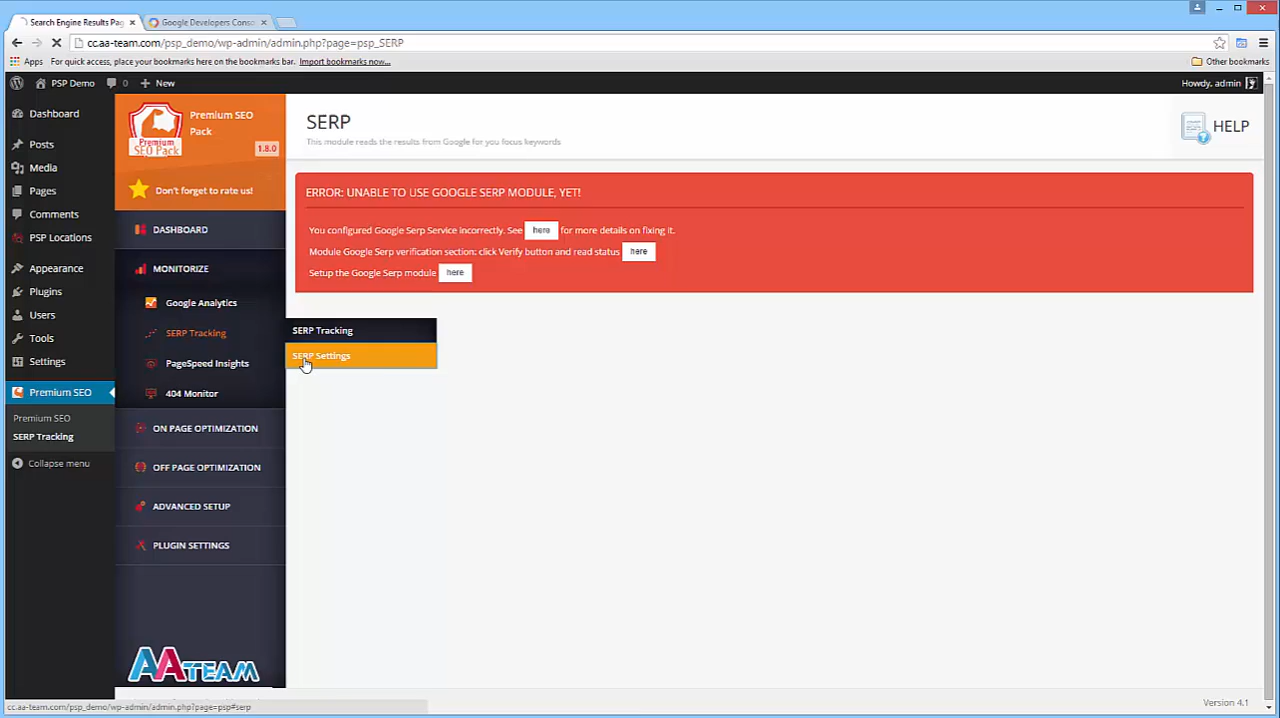 Search Engine Results Pag
Google Developers Conso
cc.aa-team.com/psp_demo/wp-admin/admin.php?page=psp_SERP
Apps For quick access, place your bookmarks here on the bookmarks bar. Import bookmarks now...
Other bookmarks
PSP Demo 0 New
Howdy, admin
Dashboard
Posts
Media
Pages
Comments
PSP Locations
Appearance
Plugins
Users
Tools
Settings
Premium SEO
Premium SEO
SERP Tracking
Collapse menu
Premium
SEO Pack
Premium SEO
Pack
1.8.0
Don't forget to rate us!
DASHBOARD
MONITORIZE
Google Analytics
SERP Tracking
PageSpeed Insights
404 Monitor
ON PAGE OPTIMIZATION
OFF PAGE OPTIMIZATION
ADVANCED SETUP
PLUGIN SETTINGS
AATEAM
SERP Tracking
SERP Settings
SERP
This module reads the results from Google for you focus keywords
HELP
ERROR: UNABLE TO USE GOOGLE SERP MODULE, YET!
You configured Google Serp Service incorrectly. See here for more details on fixing it.
Module Google Serp verification section: click Verify button and read status here
Setup the Google Serp module here
cc.aa-team.com/psp_demo/wp-admin/admin.php?page=psp#serp
Version 4.1